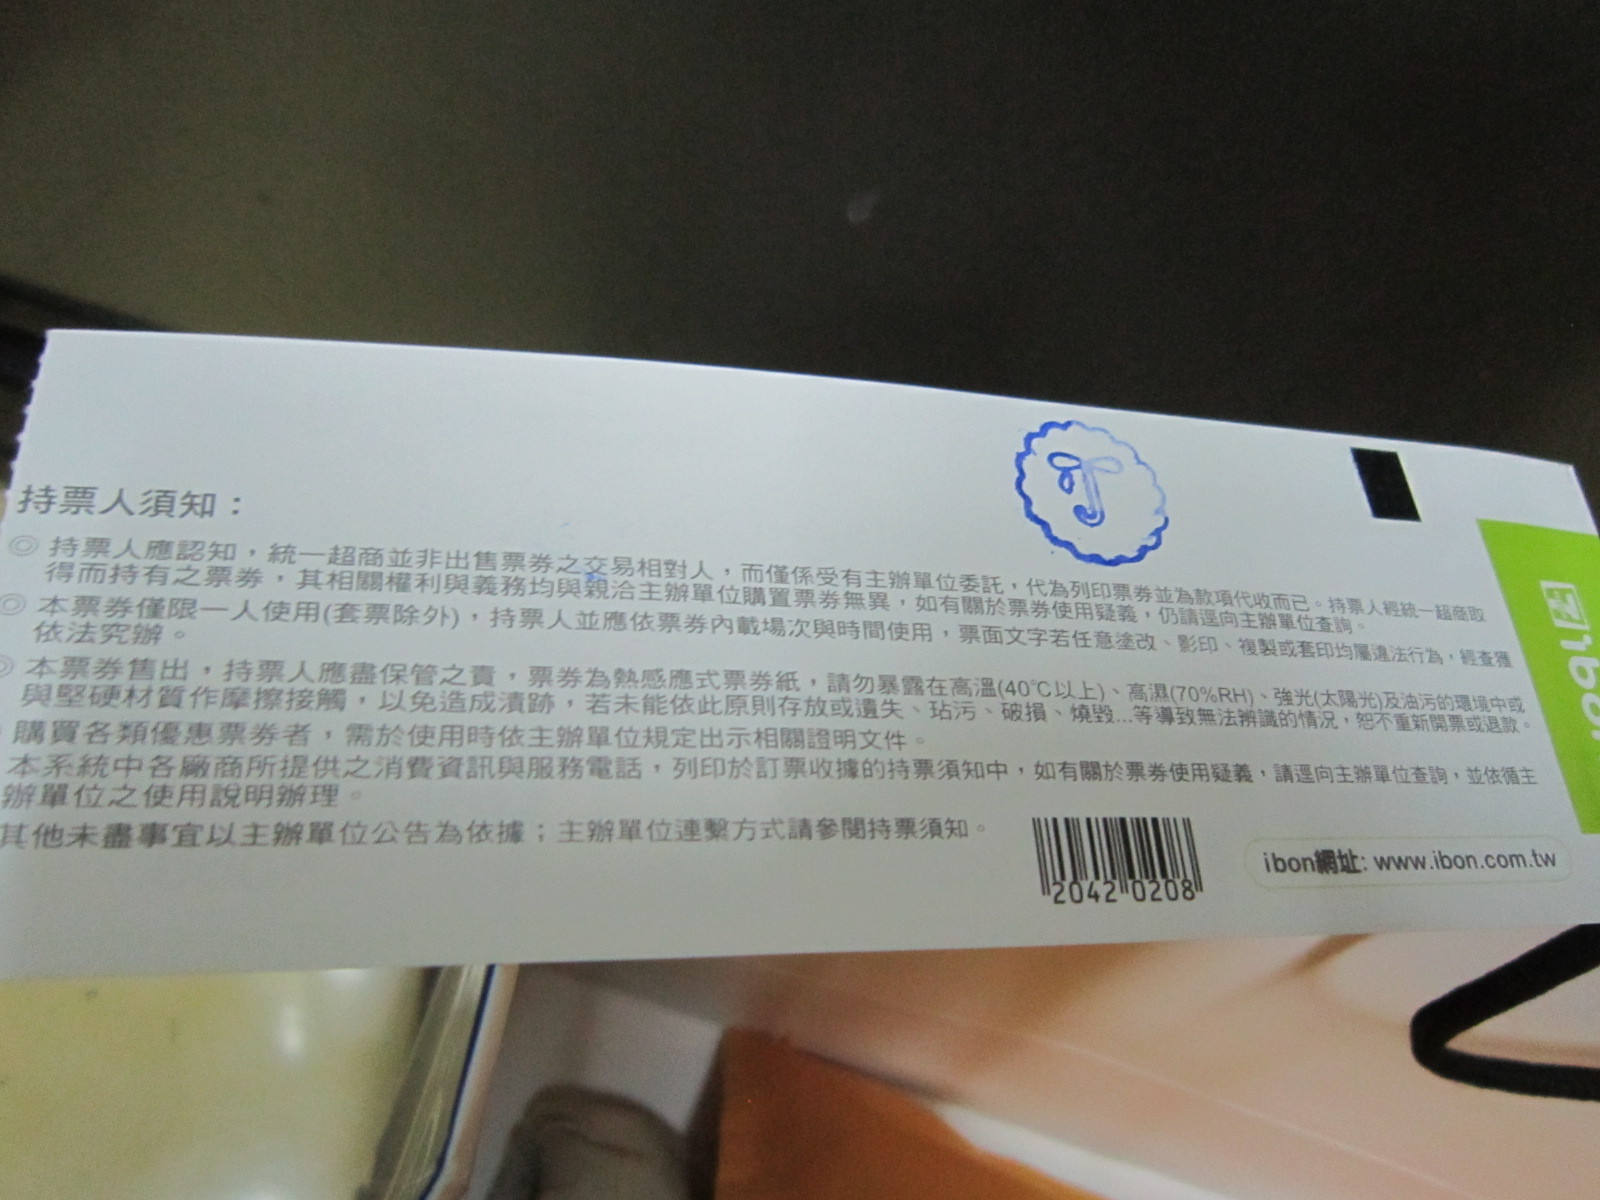 持票人須知：
◎ 持票人應認知，統一超商並非出售票券之交易相對人，而僅係受有主辦單位委託，代為列印票券並為款項代收而已。持票人經統一超商取
得而持有之票券，其相關權利與義務均與親洽主辦單位購置票券無異，如有關於票券使用疑義，仍請逕向主辦單位查詢。
◎ 本票券僅限一人使用(套票除外)，持票人並應依票券內載場次與時間使用，票面文字若任意塗改、影印、複製或套印均屬違法行為，經查獲
依法究辦。
◎ 本票券售出，持票人應盡保管之責，票券為熱感應式票券紙，請勿暴露在高溫(40℃以上)、高濕(70%RH)、強光(太陽光)及油污的環境中或
與堅硬材質作摩擦接觸，以免造成漬跡，若未能依此原則存放或遺失、玷污、破損、燒毀...等導致無法辨識的情況，恕不重新開票或退款。
購買各類優惠票券者，需於使用時依主辦單位規定出示相關證明文件。
本系統中各廠商所提供之消費資訊與服務電話，列印於訂票收據的持票須知中，如有關於票券使用疑義，請逕向主辦單位查詢，並依循主
辦單位之使用說明辦理。
其他未盡事宜以主辦單位公告為依據；主辦單位連繫方式請參閱持票須知。
20420208
ibon網址: www.ibon.com.tw
ibon